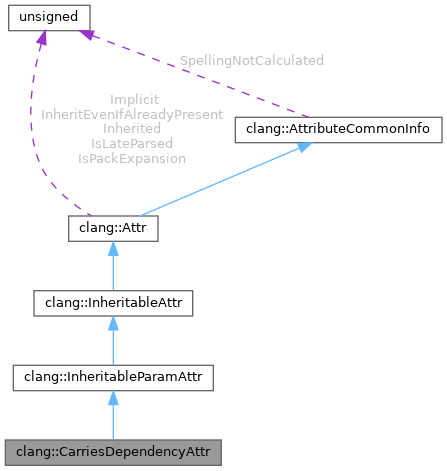 unsigned
SpellingNotCalculated
Implicit
InheritEvenIfAlreadyPresent
Inherited
IsLateParsed
IsPackExpansion
clang::AttributeCommonInfo
clang::Attr
clang::InheritableAttr
clang::InheritableParamAttr
clang::CarriesDependencyAttr